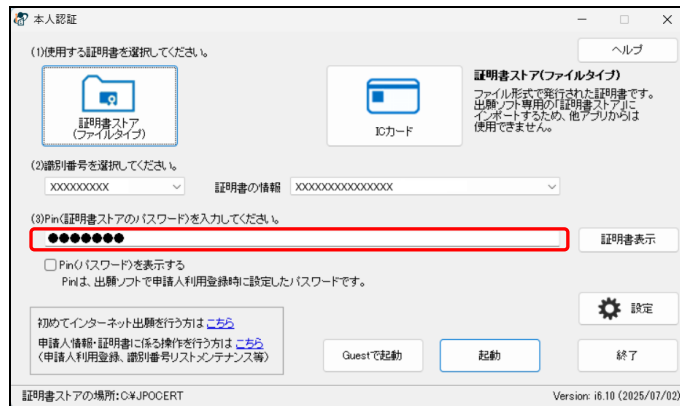 本人認証
(1)使用する証明書を選択してください。
ヘルプ
証明書ストア
(ファイルタイプ)
ICカード
証明書ストア(ファイルタイプ)
ファイル形式で発行された証明書です。
出願ソフト専用の「証明書ストア」に
インポートするため、他アプリからは
使用できません。
(2)識別番号を選択してください。
XXXXXXXXX
証明書の情報
XXXXXXXXXXXXXXX
(3)Pin(証明書ストアのパスワード)を入力してください。
●●●●●●●
証明書表示
Pin(パスワード)を表示する
Pinは、出願ソフトで申請人利用登録時に設定したパスワードです。
設定
初めてインターネット出願を行う方は こちら
申請人情報・証明書に係る操作を行う方は こちら
(申請人利用登録、識別番号リストメンテナンス等)
Guestで起動
起動
終了
証明書ストアの場所:C¥JPOCERT
Version: i6.10 (2025/07/02)